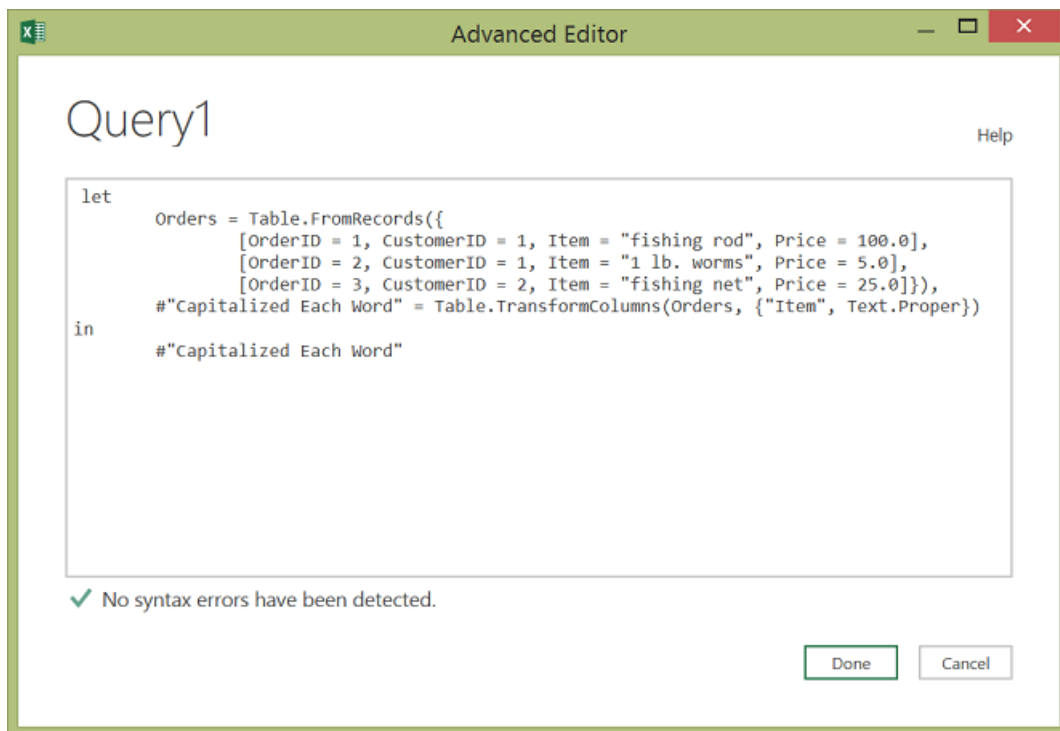 Advanced Editor
Query1
Help
let
Orders = Table.FromRecords({
[OrderID = 1, CustomerID = 1, Item = "fishing rod", Price = 100.0],
[OrderID = 2, CustomerID = 1, Item = "1 lb. worms", Price = 5.0],
[OrderID = 3, CustomerID = 2, Item = "fishing net", Price = 25.0]}),
#"Capitalized Each Word" = Table.TransformColumns(Orders, {"Item", Text.Proper})
in
#"Capitalized Each Word"
No syntax errors have been detected.
Done Cancel